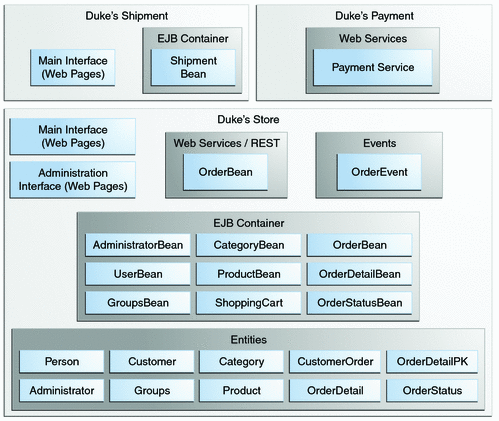 Duke's Shipment
Main Interface
(Web Pages)
EJB Container
Shipment
Bean
Duke's Payment
Web Services
Payment Service
Duke's Store
Main Interface
(Web Pages)
Administration
Interface (Web Pages)
Web Services / REST
OrderBean
Events
OrderEvent
EJB Container
AdministratorBean
CategoryBean
OrderBean
UserBean
ProductBean
OrderDetailBean
GroupsBean
ShoppingCart
OrderStatusBean
Entities
Person
Customer
Category
CustomerOrder
OrderDetailPK
Administrator
Groups
Product
OrderDetail
OrderStatus